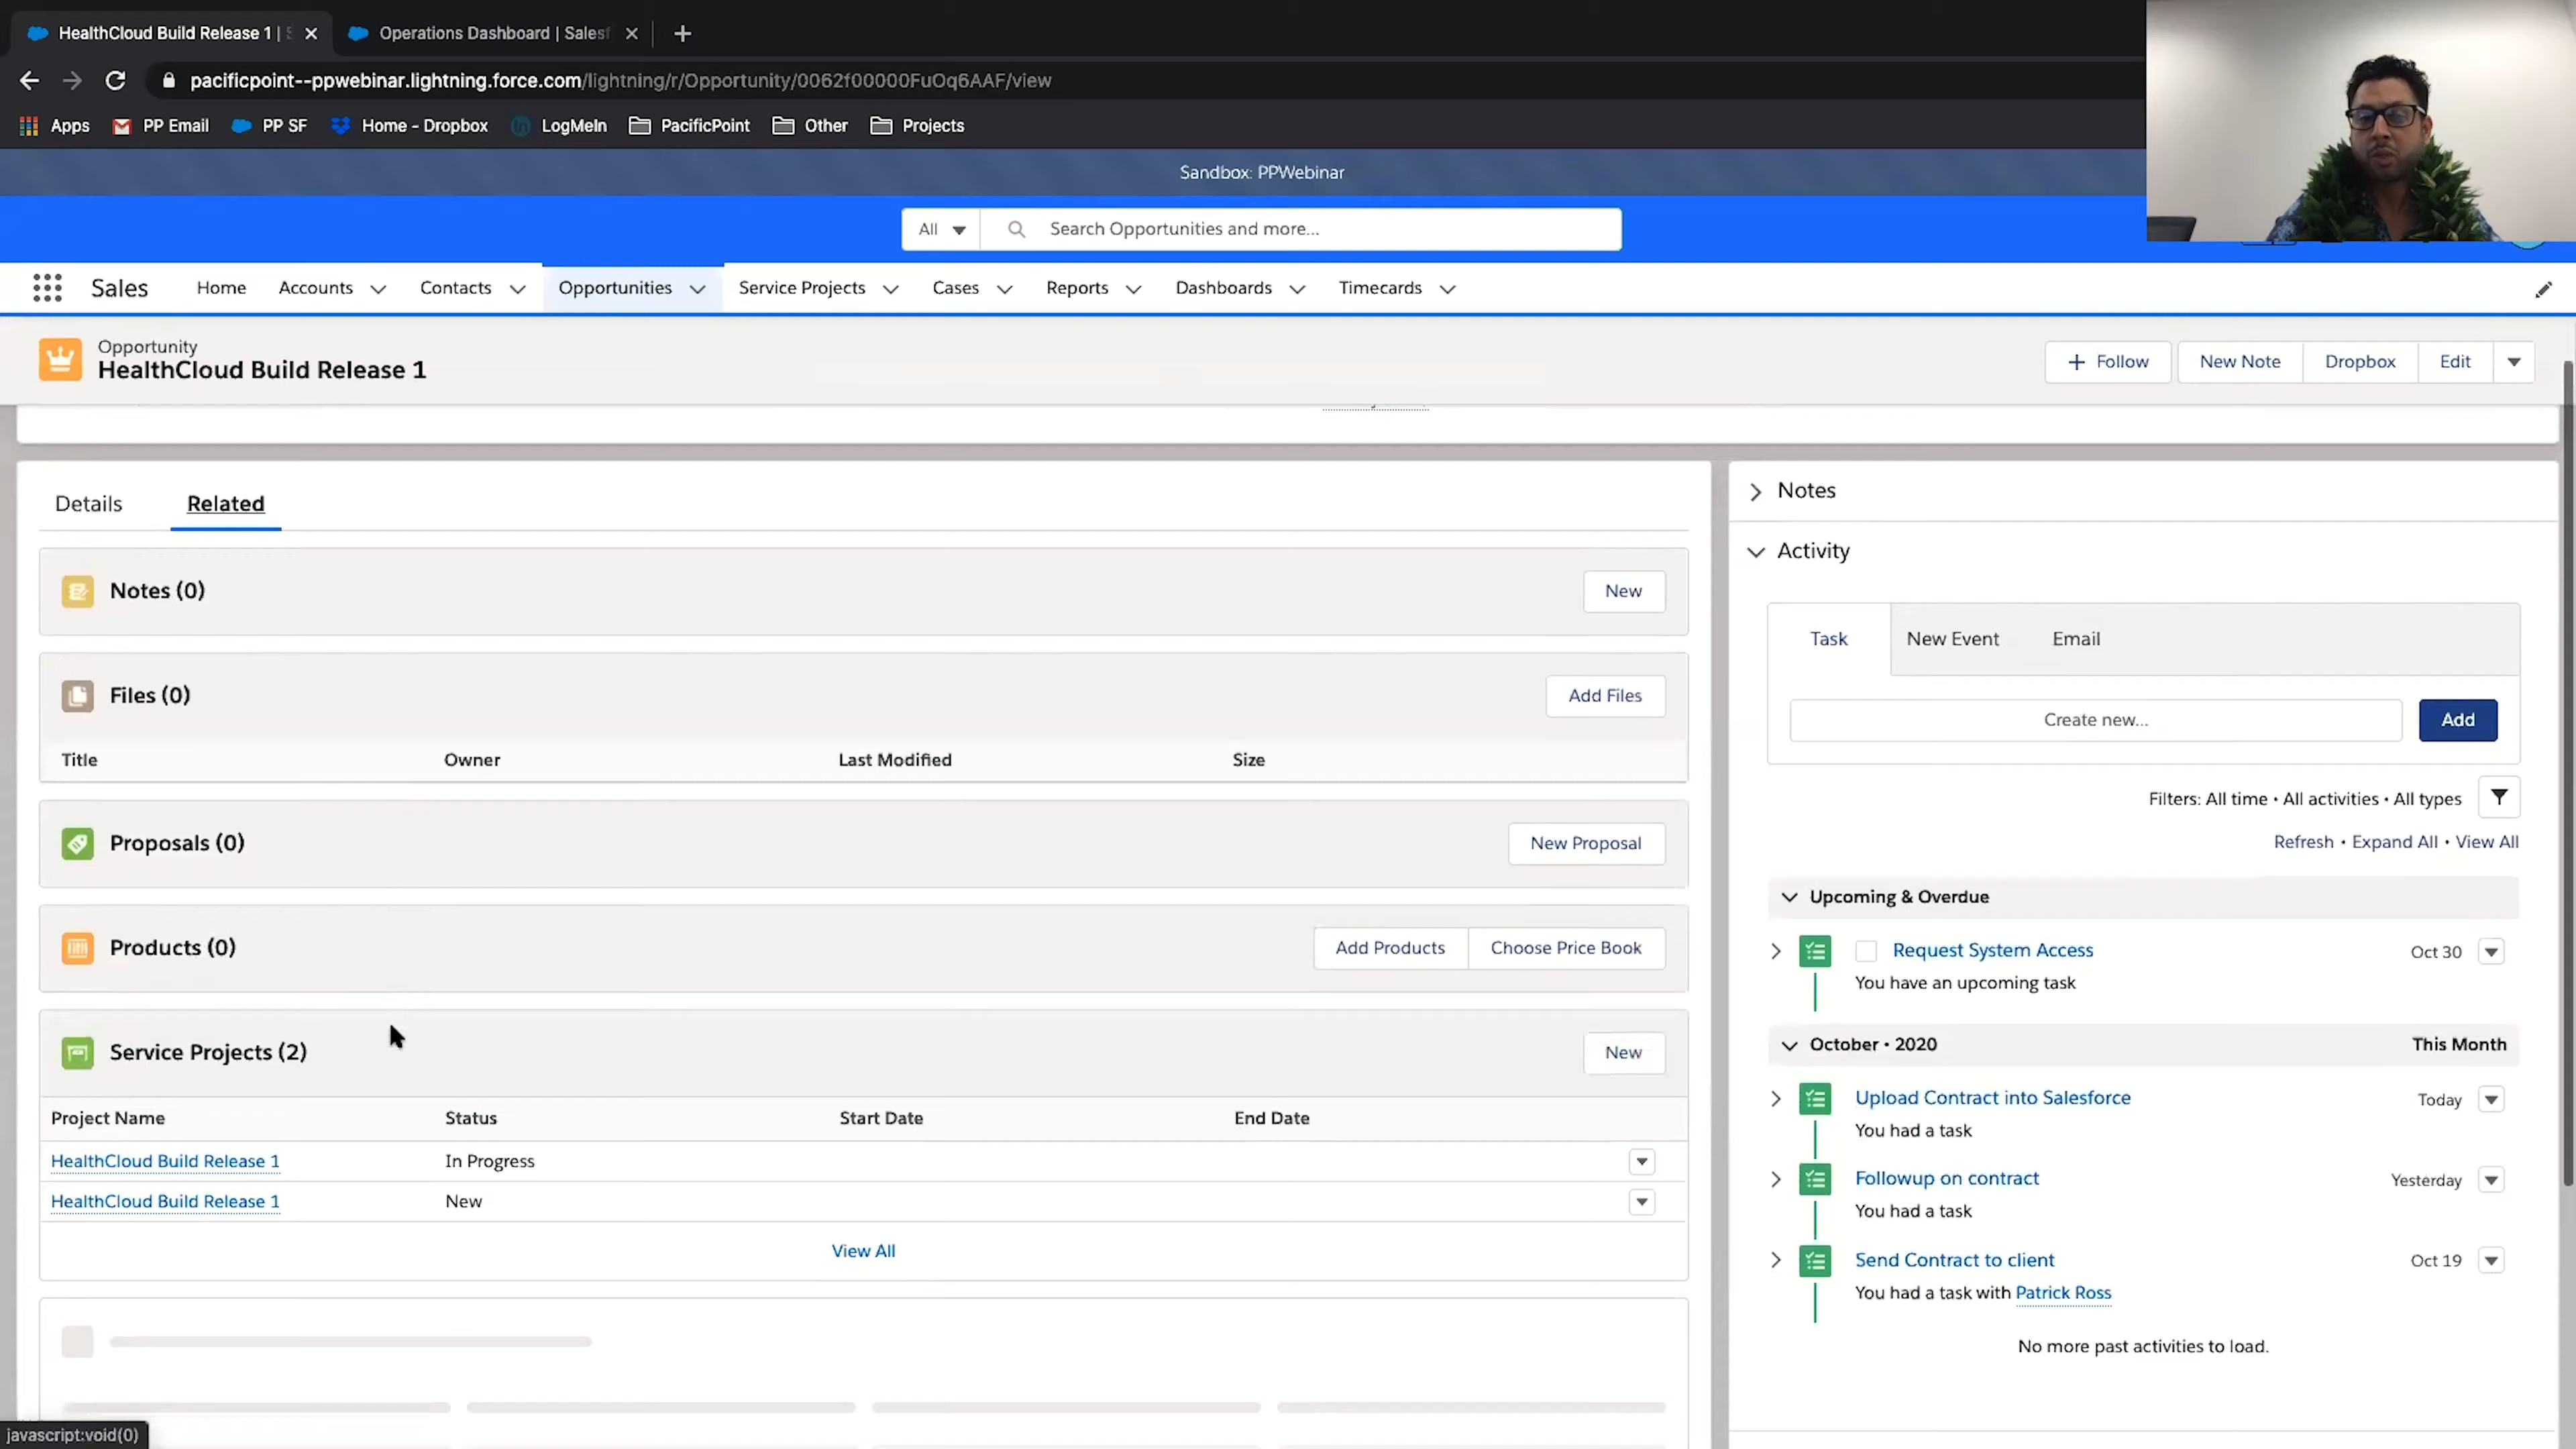 HealthCloud Build Release 1 | S
Operations Dashboard | Salesf
pacificpoint--ppwebinar.lightning.force.com/lightning/r/Opportunity/0062f00000FuOq6AAF/view
Apps PP Email PP SF Home - Dropbox LogMeIn PacificPoint Other Projects
Sandbox: PPWebinar
All Search Opportunities and more...
Sales Home Accounts Contacts Opportunities Service Projects Cases Reports Dashboards Timecards
Opportunity
HealthCloud Build Release 1
+ Follow New Note Dropbox Edit
Details Related
Notes (0) New
Files (0) Add Files
Title Owner Last Modified Size
Proposals (0) New Proposal
Products (0) Add Products Choose Price Book
Service Projects (2) New
Project Name Status Start Date End Date
HealthCloud Build Release 1 In Progress
HealthCloud Build Release 1 New
View All
Notes
Activity
Task New Event Email
Create new... Add
Filters: All time • All activities • All types
Refresh • Expand All • View All
Upcoming & Overdue
Request System Access Oct 30
You have an upcoming task
October • 2020 This Month
Upload Contract into Salesforce Today
You had a task
Followup on contract Yesterday
You had a task
Send Contract to client Oct 19
You had a task with Patrick Ross
No more past activities to load.
javascript:void(0)